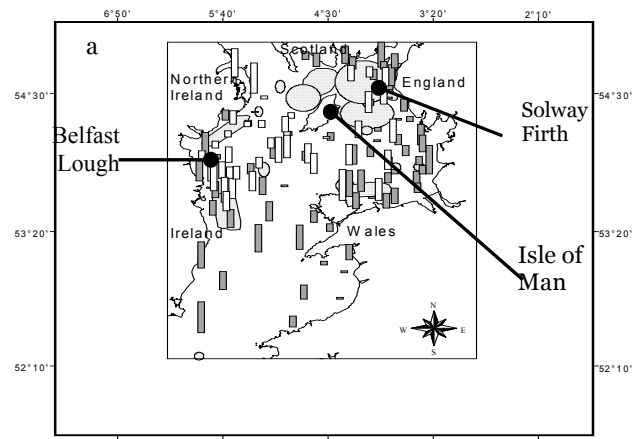 6°50' 5°40' 4°30' 3°20' 2°10'
a
Scotland
Northern
Ireland
England
54°30' 54°30'
Solway
Firth
Belfast
Lough
53°20' 53°20'
Ireland
Wales
Isle of
Man
N
W E
S
52°10' 52°10'